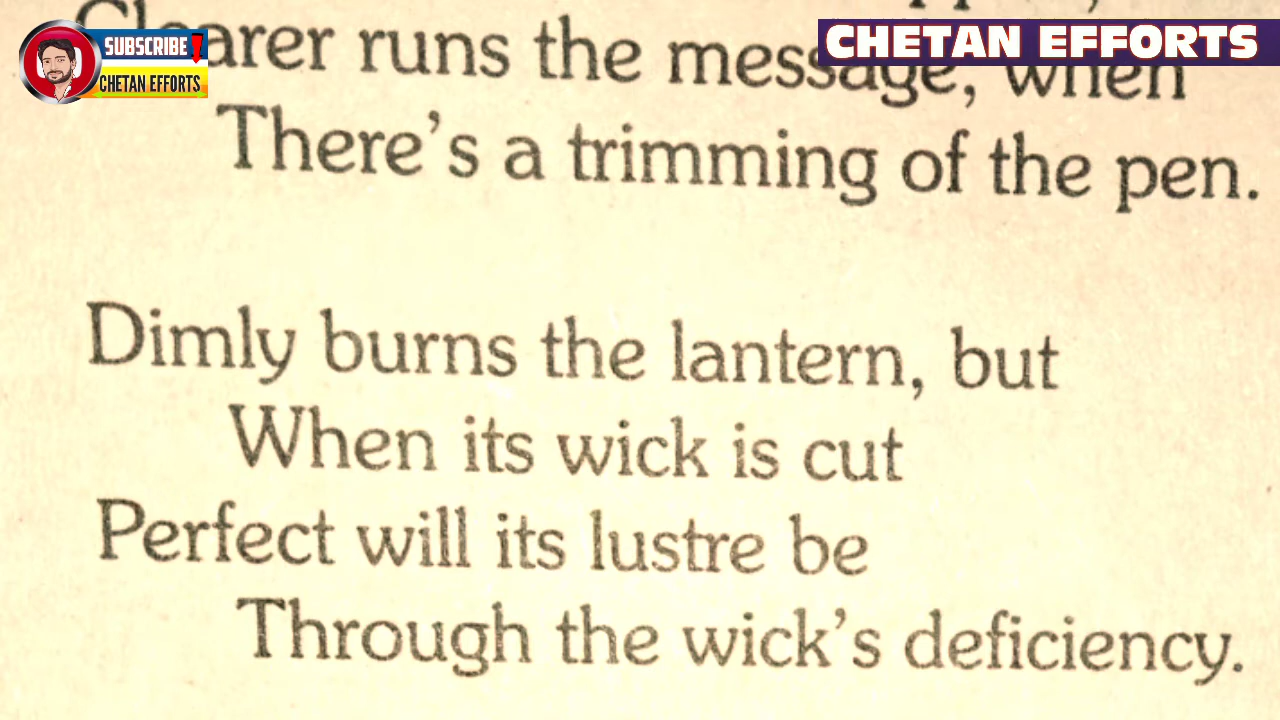 Clearer runs the message, when
There's a trimming of the pen.
Dimly burns the lantern, but
When its wick is cut
Perfect will its lustre be
Through the wick's deficiency.
SUBSCRIBE!
CHETAN EFFORTS
CHETAN EFFORTS